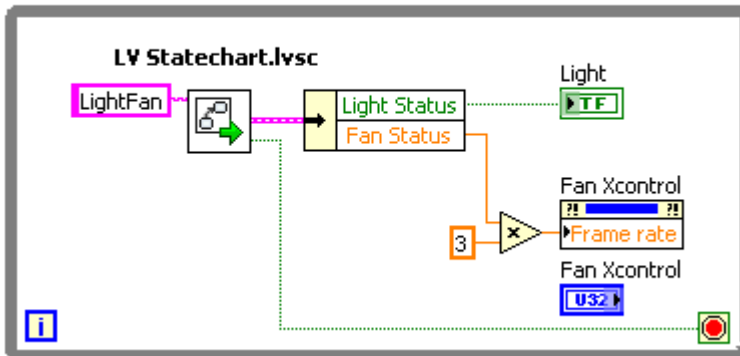 LV Statechart.lvsc
LightFan
Light Status
Fan Status
Light
TF
3
x
Fan Xcontrol
?! ?!
Frame rate
Fan Xcontrol
U32
i